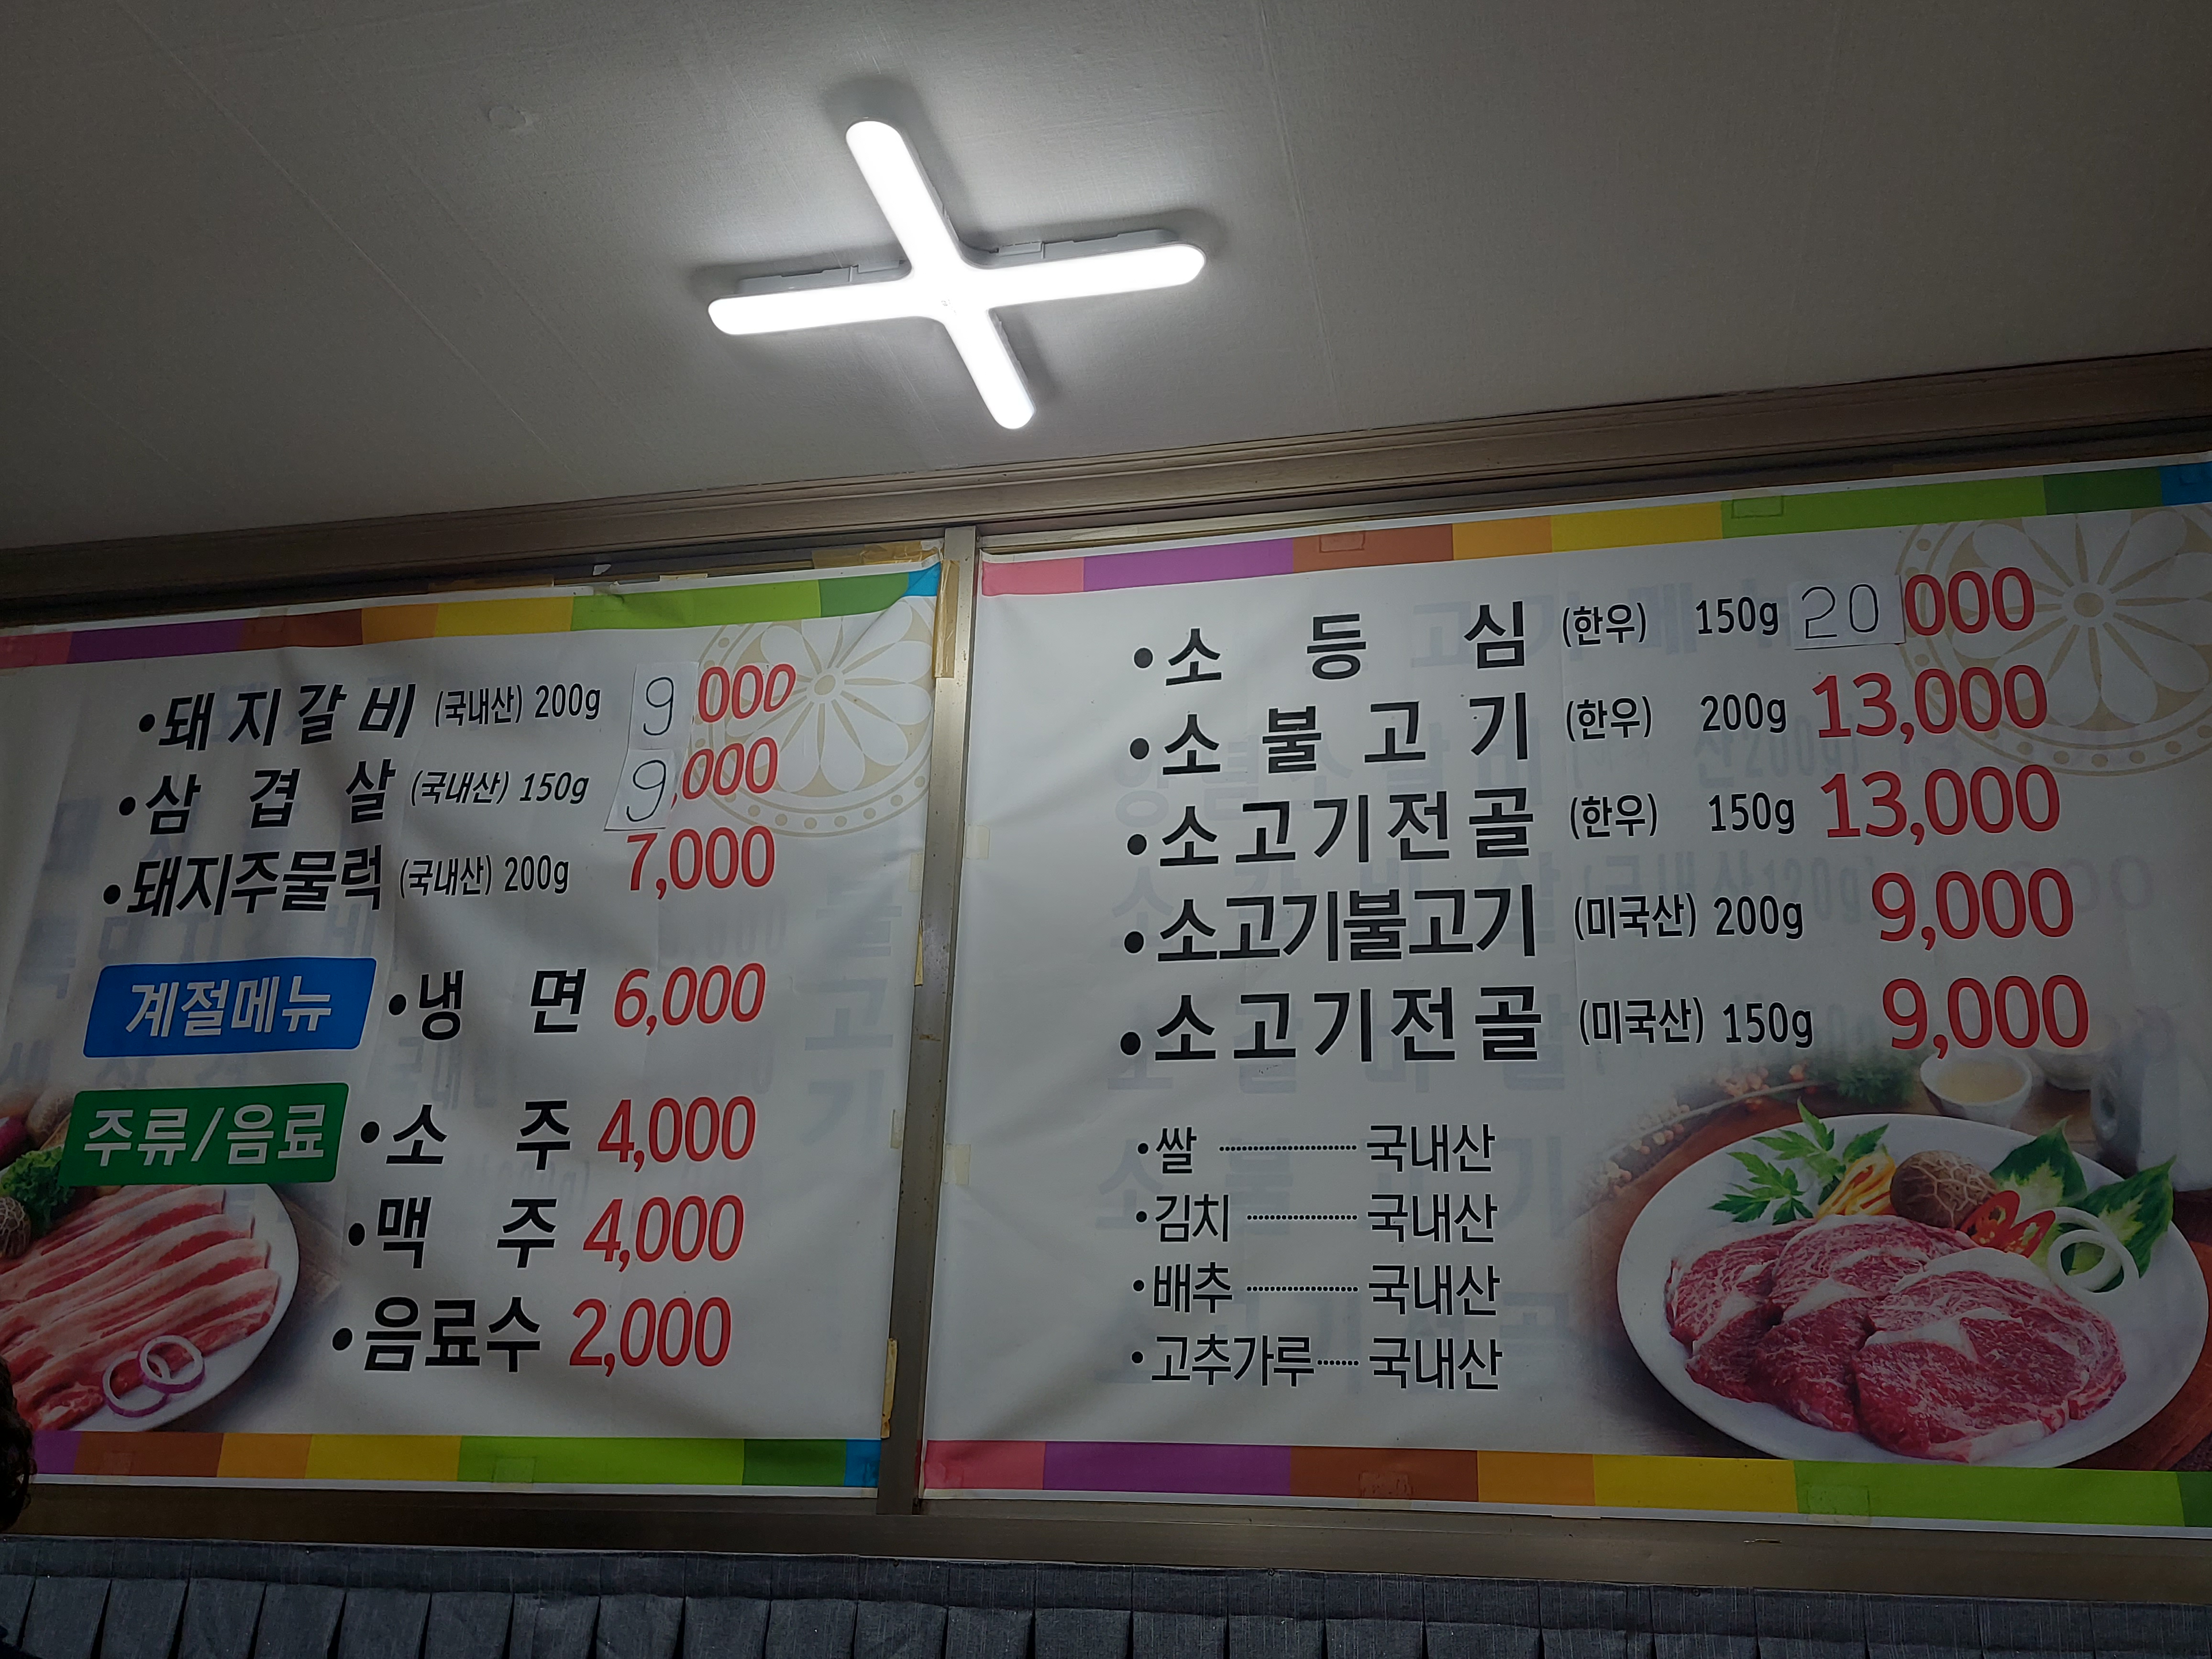 •돼지갈비 (국내산) 200g 9,000
•삼겹살 (국내산) 150g 9,000
•돼지주물럭 (국내산) 200g 7,000
계절메뉴 •냉면 6,000
주류/음료 •소주 4,000
•맥주 4,000
•음료수 2,000
•소등심 (한우) 150g 20,000
•소불고기 (한우) 200g 13,000
•소고기전골 (한우) 150g 13,000
•소고기불고기 (미국산) 200g 9,000
•소고기전골 (미국산) 150g 9,000
•쌀 ························ 국내산
•김치 ···················· 국내산
•배추 ···················· 국내산
•고추가루 ······· 국내산